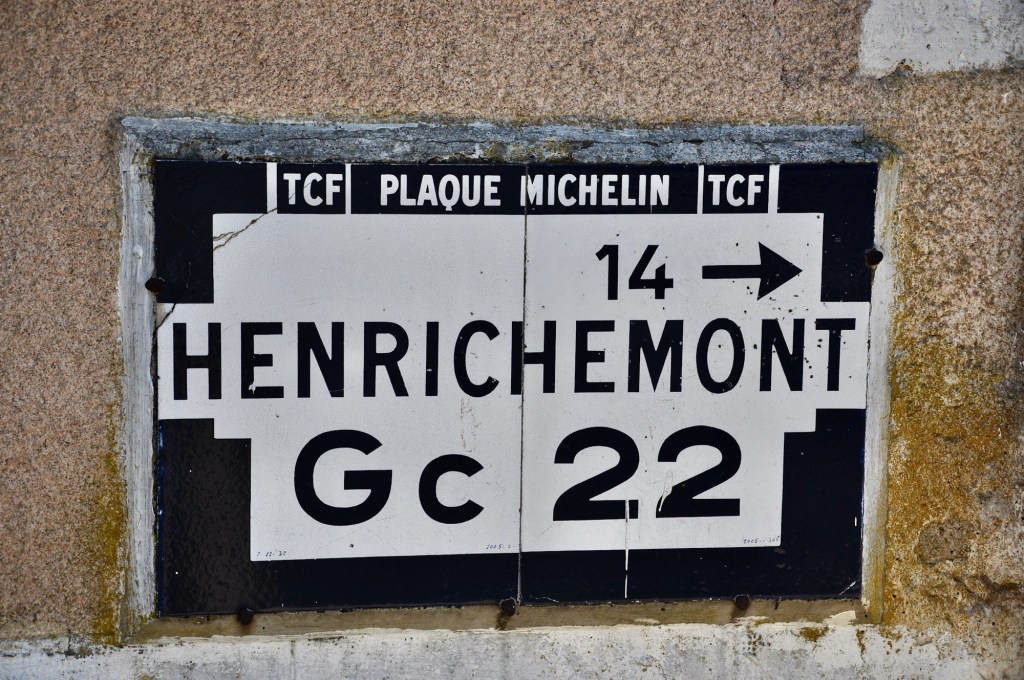 TCF PLAQUE MICHELIN TCF
14 →
HENRICHEMONT
Gc 22